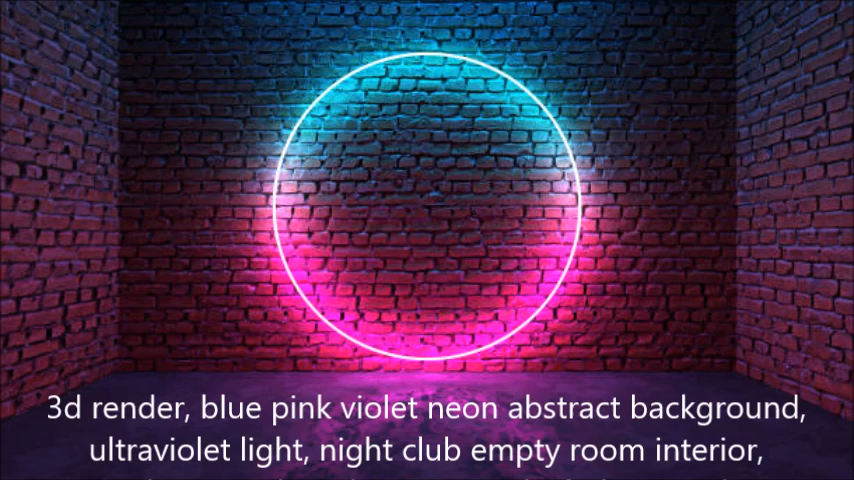 3d render, blue pink violet neon abstract background,
ultraviolet light, night club empty room interior,